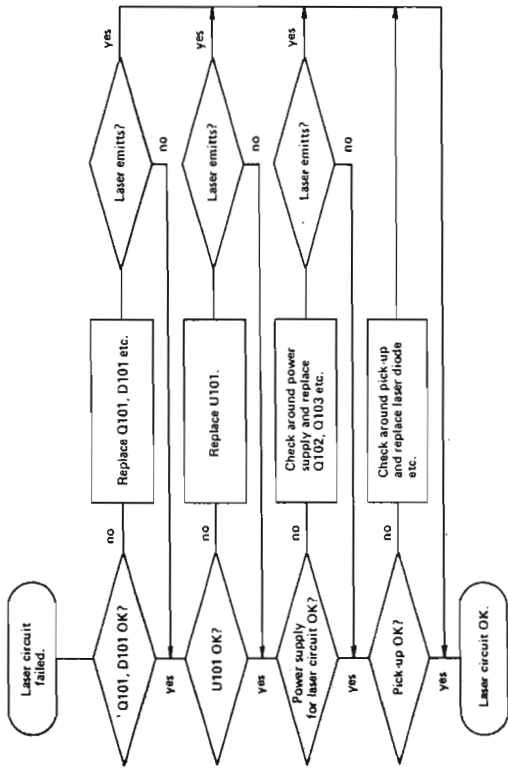 Laser circuit
failed.
'Q101, D101 OK?
no
Replace Q101, D101 etc.
Laser emitts?
yes
no
yes
U101 OK?
no
Replace U101.
Laser emitts?
yes
no
yes
Power supply
for laser circuit OK?
no
Check around power
supply and replace
Q102, Q103 etc.
Laser emitts?
yes
no
yes
Pick-up OK?
no
Check around pick-up
and replace laser diode
etc.
yes
Laser circuit OK.